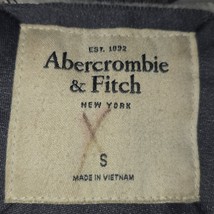 EST. 1892
Abercrombie
& Fitch
NEW YORK
S
MADE IN VIETNAM